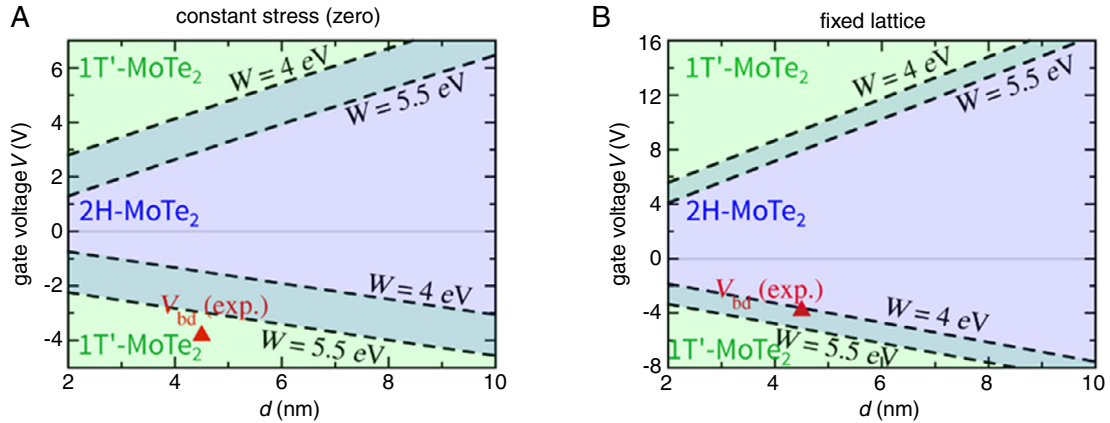 A
constant stress (zero)
1T'-MoTe2
W = 4 eV
W = 5.5 eV
2H-MoTe2
W = 4 eV
Vbd (exp.)
W = 5.5 eV
1T'-MoTe2
gate voltage V (V)
6
4
2
0
-2
-4
2 4 6 8 10
d (nm)
B
fixed lattice
1T'-MoTe2
W = 4 eV
W = 5.5 eV
2H-MoTe2
Vbd (exp.)
W = 4 eV
1T'-MoTe2
W = 5.5 eV
gate voltage V (V)
16
12
8
4
0
-4
-8
2 4 6 8 10
d (nm)